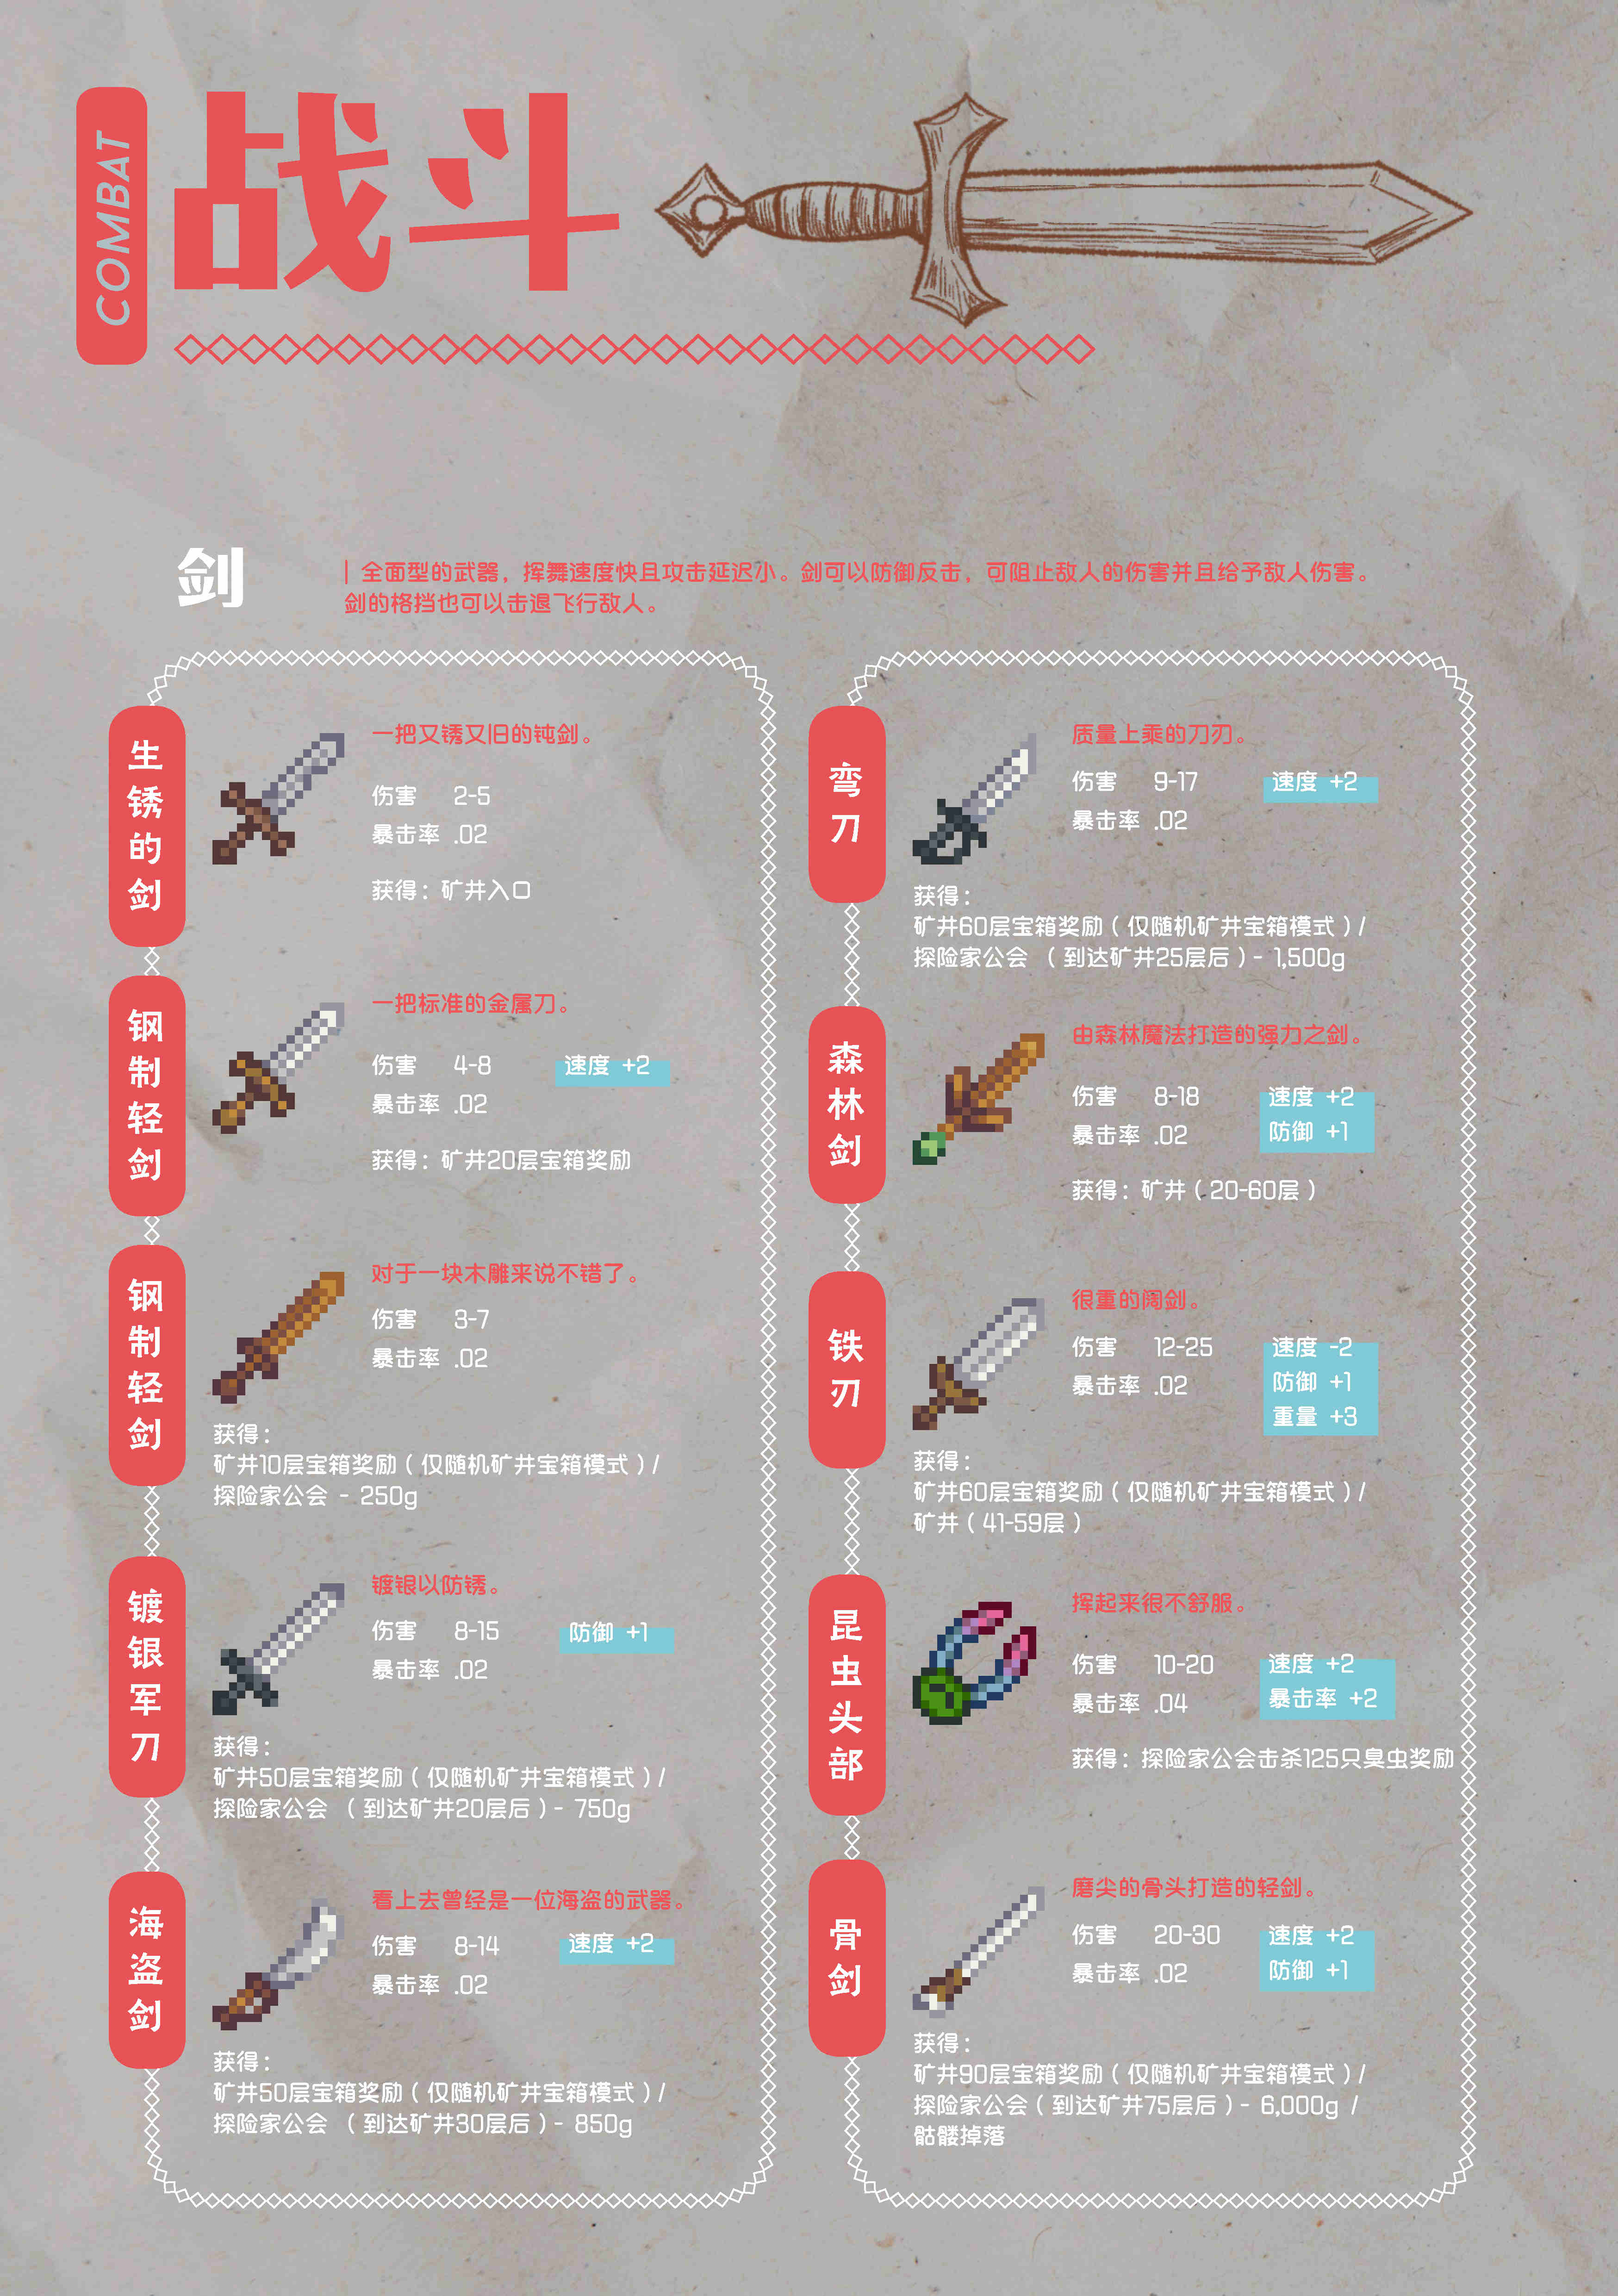 COMBAT
战斗
剑
| 全面型的武器，挥舞速度快且攻击延迟小。剑可以防御反击，可阻止敌人的伤害并且给予敌人伤害。
剑的格挡也可以击退飞行敌人。
生锈的剑
一把又锈又旧的钝剑。
伤害 2-5
暴击率 .02
获得：矿井入口
钢制轻剑
一把标准的金属刀。
伤害 4-8 速度 +2
暴击率 .02
获得：矿井20层宝箱奖励
钢制轻剑
对于一块木雕来说不错了。
伤害 3-7
暴击率 .02
获得：
矿井10层宝箱奖励（仅随机矿井宝箱模式）/
探险家公会 - 250g
镀银军刀
镀银以防锈。
伤害 8-15 防御 +1
暴击率 .02
获得：
矿井50层宝箱奖励（仅随机矿井宝箱模式）/
探险家公会 （到达矿井20层后）- 750g
海盗剑
看上去曾经是一位海盗的武器。
伤害 8-14 速度 +2
暴击率 .02
获得：
矿井50层宝箱奖励（仅随机矿井宝箱模式）/
探险家公会 （到达矿井30层后）- 850g
弯刀
质量上乘的刀刃。
伤害 9-17 速度 +2
暴击率 .02
获得：
矿井60层宝箱奖励（仅随机矿井宝箱模式）/
探险家公会 （到达矿井25层后）- 1,500g
森林剑
由森林魔法打造的强力之剑。
伤害 8-18 速度 +2
暴击率 .02 防御 +1
获得：矿井（20-60层）
铁刃
很重的阔剑。
伤害 12-25 速度 -2
暴击率 .02 防御 +1
重量 +3
获得：
矿井60层宝箱奖励（仅随机矿井宝箱模式）/
矿井（41-59层）
昆虫头部
挥起来很不舒服。
伤害 10-20 速度 +2
暴击率 .04 暴击率 +2
获得：探险家公会击杀125只臭虫奖励
骨剑
磨尖的骨头打造的轻剑。
伤害 20-30 速度 +2
暴击率 .02 防御 +1
获得：
矿井90层宝箱奖励（仅随机矿井宝箱模式）/
探险家公会（到达矿井75层后）- 6,000g /
骷髅掉落